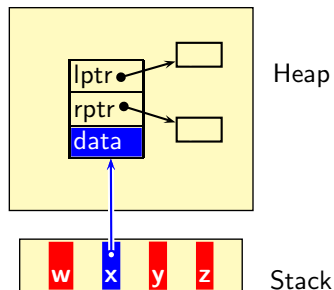 lptr
Heap
rptr
data
w x y z
Stack